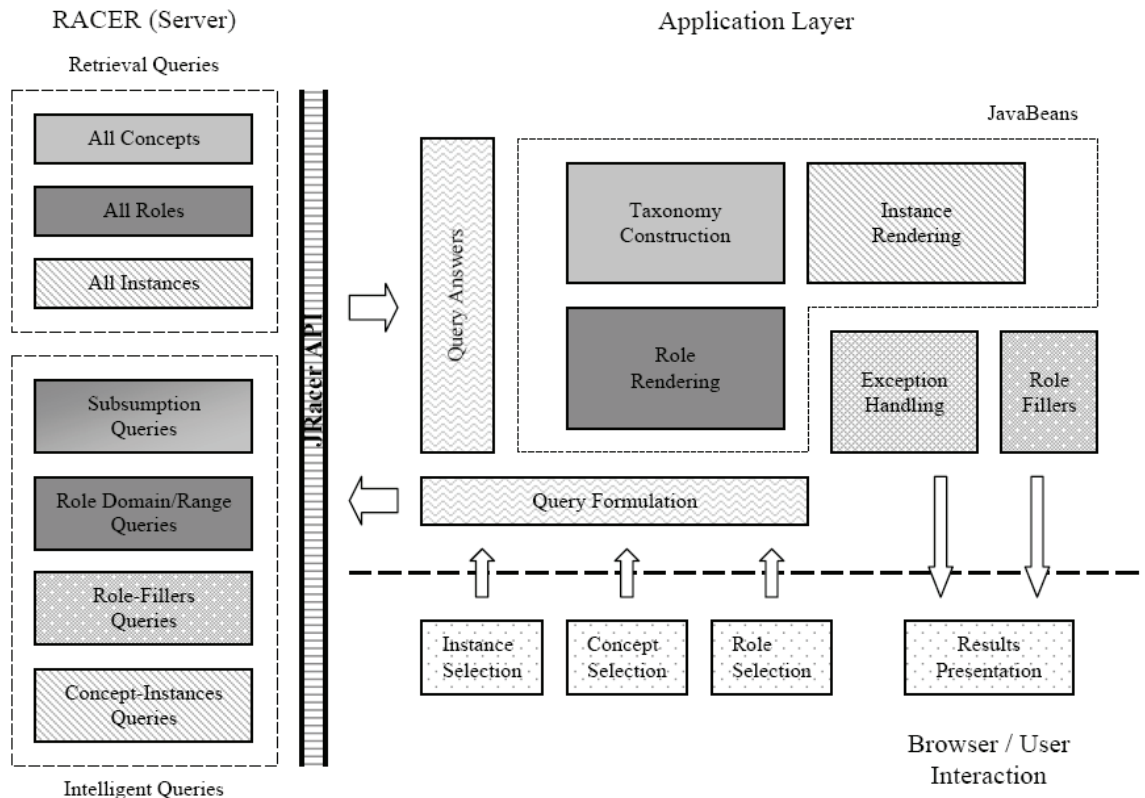 RACER (Server)
Application Layer
Retrieval Queries
All Concepts
All Roles
All Instances
Subsumption
Queries
Role Domain/Range
Queries
Role-Fillers
Queries
Concept-Instances
Queries
Intelligent Queries
JRacer API
Query Answers
JavaBeans
Taxonomy
Construction
Instance
Rendering
Role
Rendering
Exception
Handling
Role
Fillers
Query Formulation
Instance
Selection
Concept
Selection
Role
Selection
Results
Presentation
Browser / User
Interaction